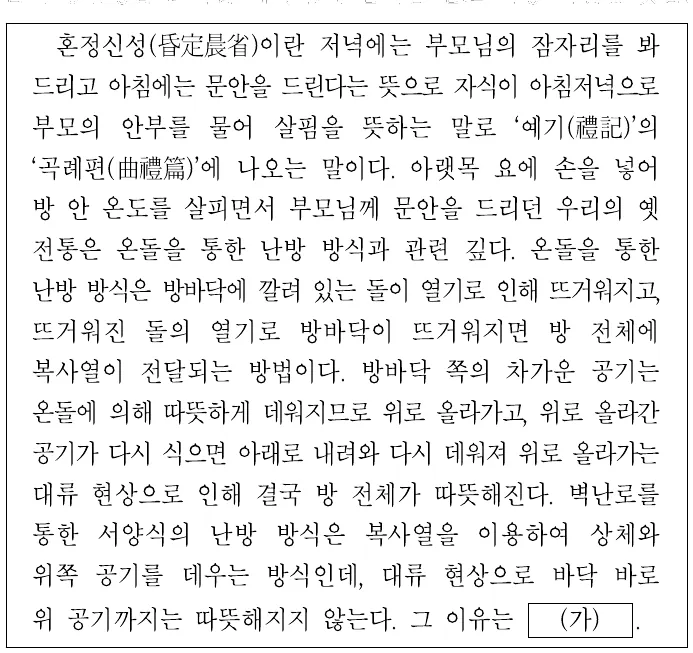 혼정신성(昏定晨省)이란 저녁에는 부모님의 잠자리를 봐
드리고 아침에는 문안을 드린다는 뜻으로 자식이 아침저녁으로
부모의 안부를 물어 살핌을 뜻하는 말로 ‘예기(禮記)’의
‘곡례편(曲禮篇)’에 나오는 말이다. 아랫목 요에 손을 넣어
방 안 온도를 살피면서 부모님께 문안을 드리던 우리의 옛
전통은 온돌을 통한 난방 방식과 관련 깊다. 온돌을 통한
난방 방식은 방바닥에 깔려 있는 돌이 열기로 인해 뜨거워지고,
뜨거워진 돌의 열기로 방바닥이 뜨거워지면 방 전체에
복사열이 전달되는 방법이다. 방바닥 쪽의 차가운 공기는
온돌에 의해 따뜻하게 데워지므로 위로 올라가고, 위로 올라간
공기가 다시 식으면 아래로 내려와 다시 데워져 위로 올라가는
대류 현상으로 인해 결국 방 전체가 따뜻해진다. 벽난로를
통한 서양식의 난방 방식은 복사열을 이용하여 상체와
위쪽 공기를 데우는 방식인데, 대류 현상으로 바닥 바로
위 공기까지는 따뜻해지지 않는다. 그 이유는 (가) .